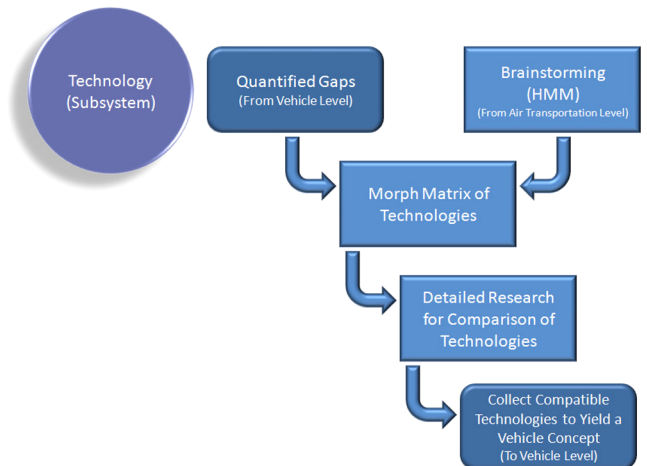 Technology
(Subsystem)
Quantified Gaps
(From Vehicle Level)
Brainstorming
(HMM)
(From Air Transportation Level)
Morph Matrix of
Technologies
Detailed Research
for Comparison of
Technologies
Collect Compatible
Technologies to Yield a
Vehicle Concept
(To Vehicle Level)